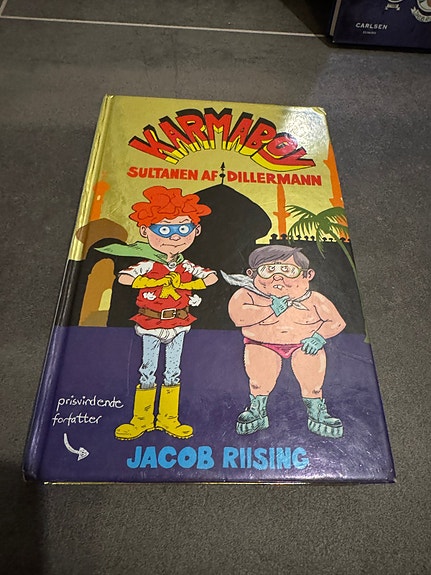 CARLSEN
KARMABOY
SULTANEN AF DILLERMANN
prisvindende
forfatter
JACOB RIISING